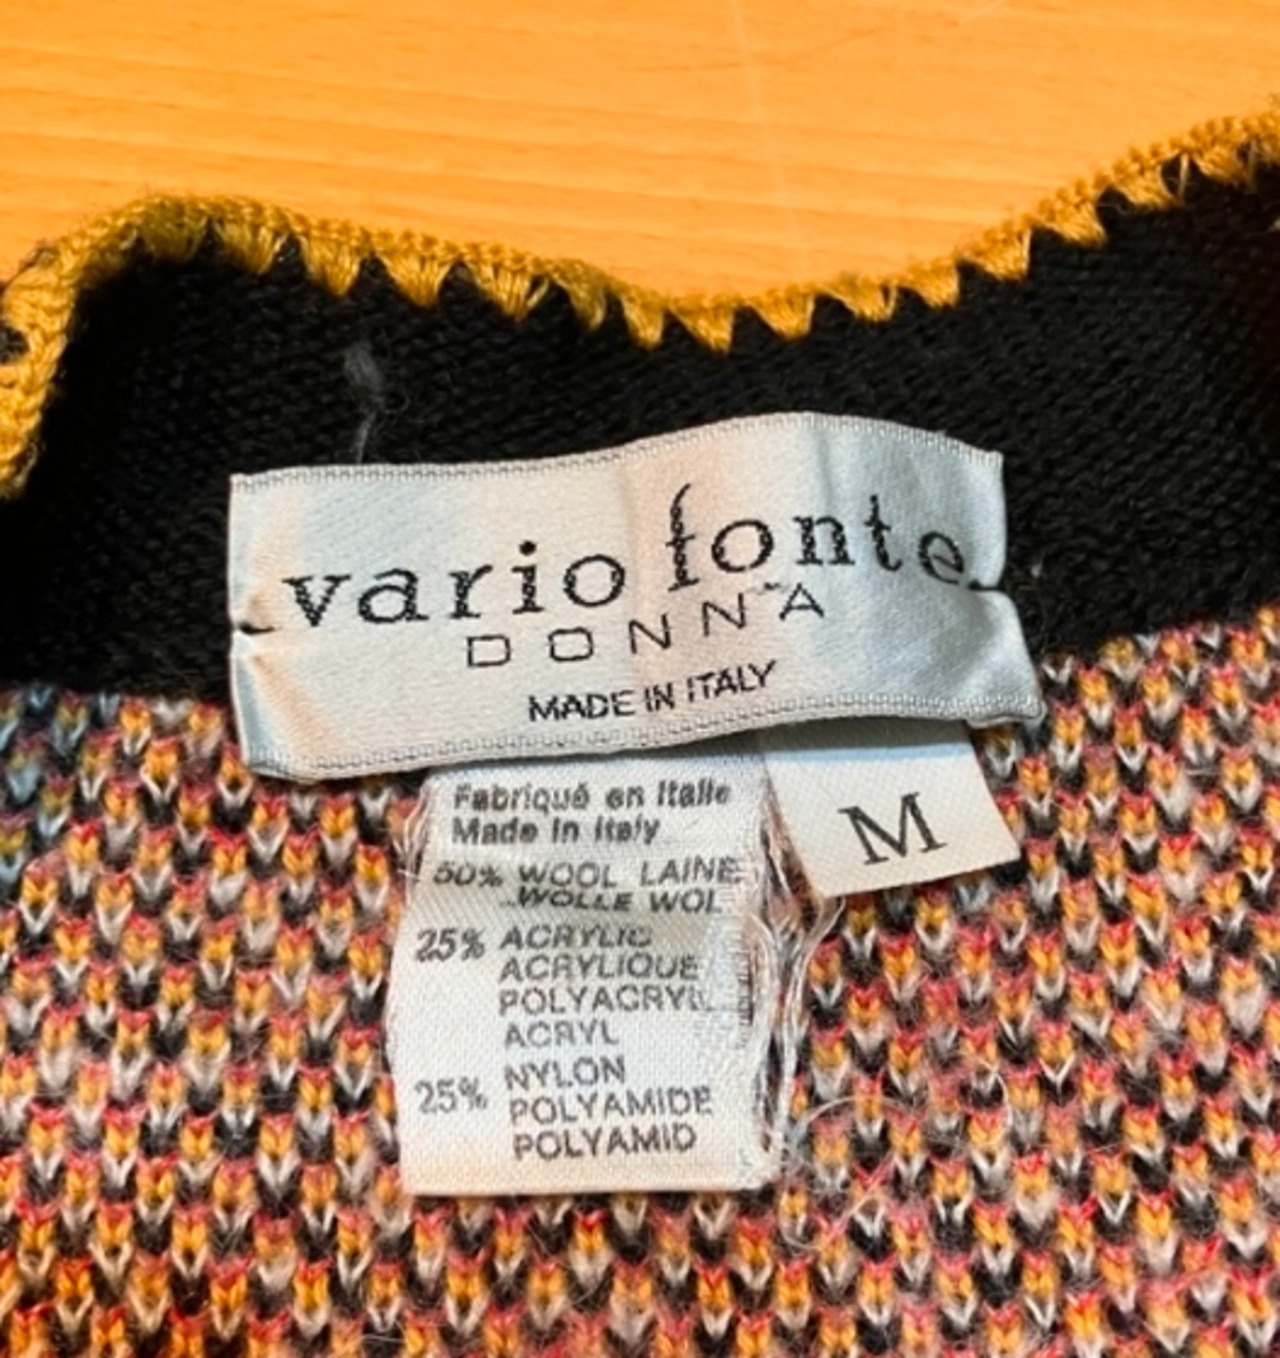 vario fonte
DONNA
MADE IN ITALY
M
Fabriqué en Italie
Made in Italy
50% WOOL LAINE
WOLLE WOL
25% ACRYLIC
ACRYLIQUE
POLYACRYL
ACRYL
25% NYLON
POLYAMIDE
POLYAMID